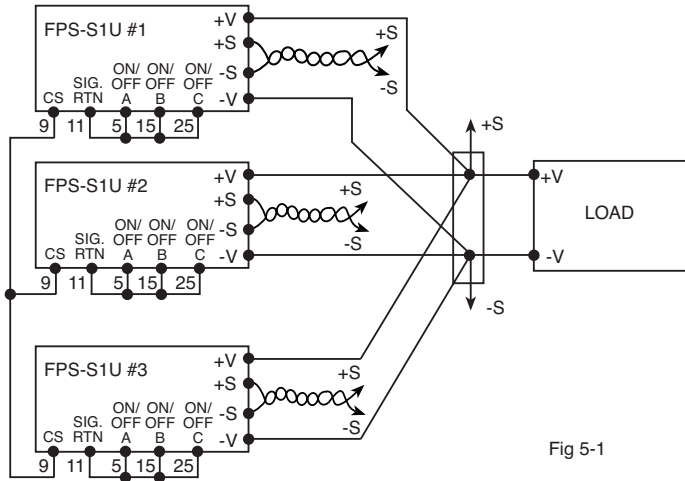 FPS-S1U #1
+V
+S
-S
-V
CS
SIG. RTN
ON/OFF A
ON/OFF B
ON/OFF C
9 11 5 15 25
+S
-S
FPS-S1U #2
+V
+S
-S
-V
CS
SIG. RTN
ON/OFF A
ON/OFF B
ON/OFF C
9 11 5 15 25
+S
-S
FPS-S1U #3
+V
+S
-S
-V
CS
SIG. RTN
ON/OFF A
ON/OFF B
ON/OFF C
9 11 5 15 25
+S
-S
+S
-S
+V
LOAD
-V
Fig 5-1